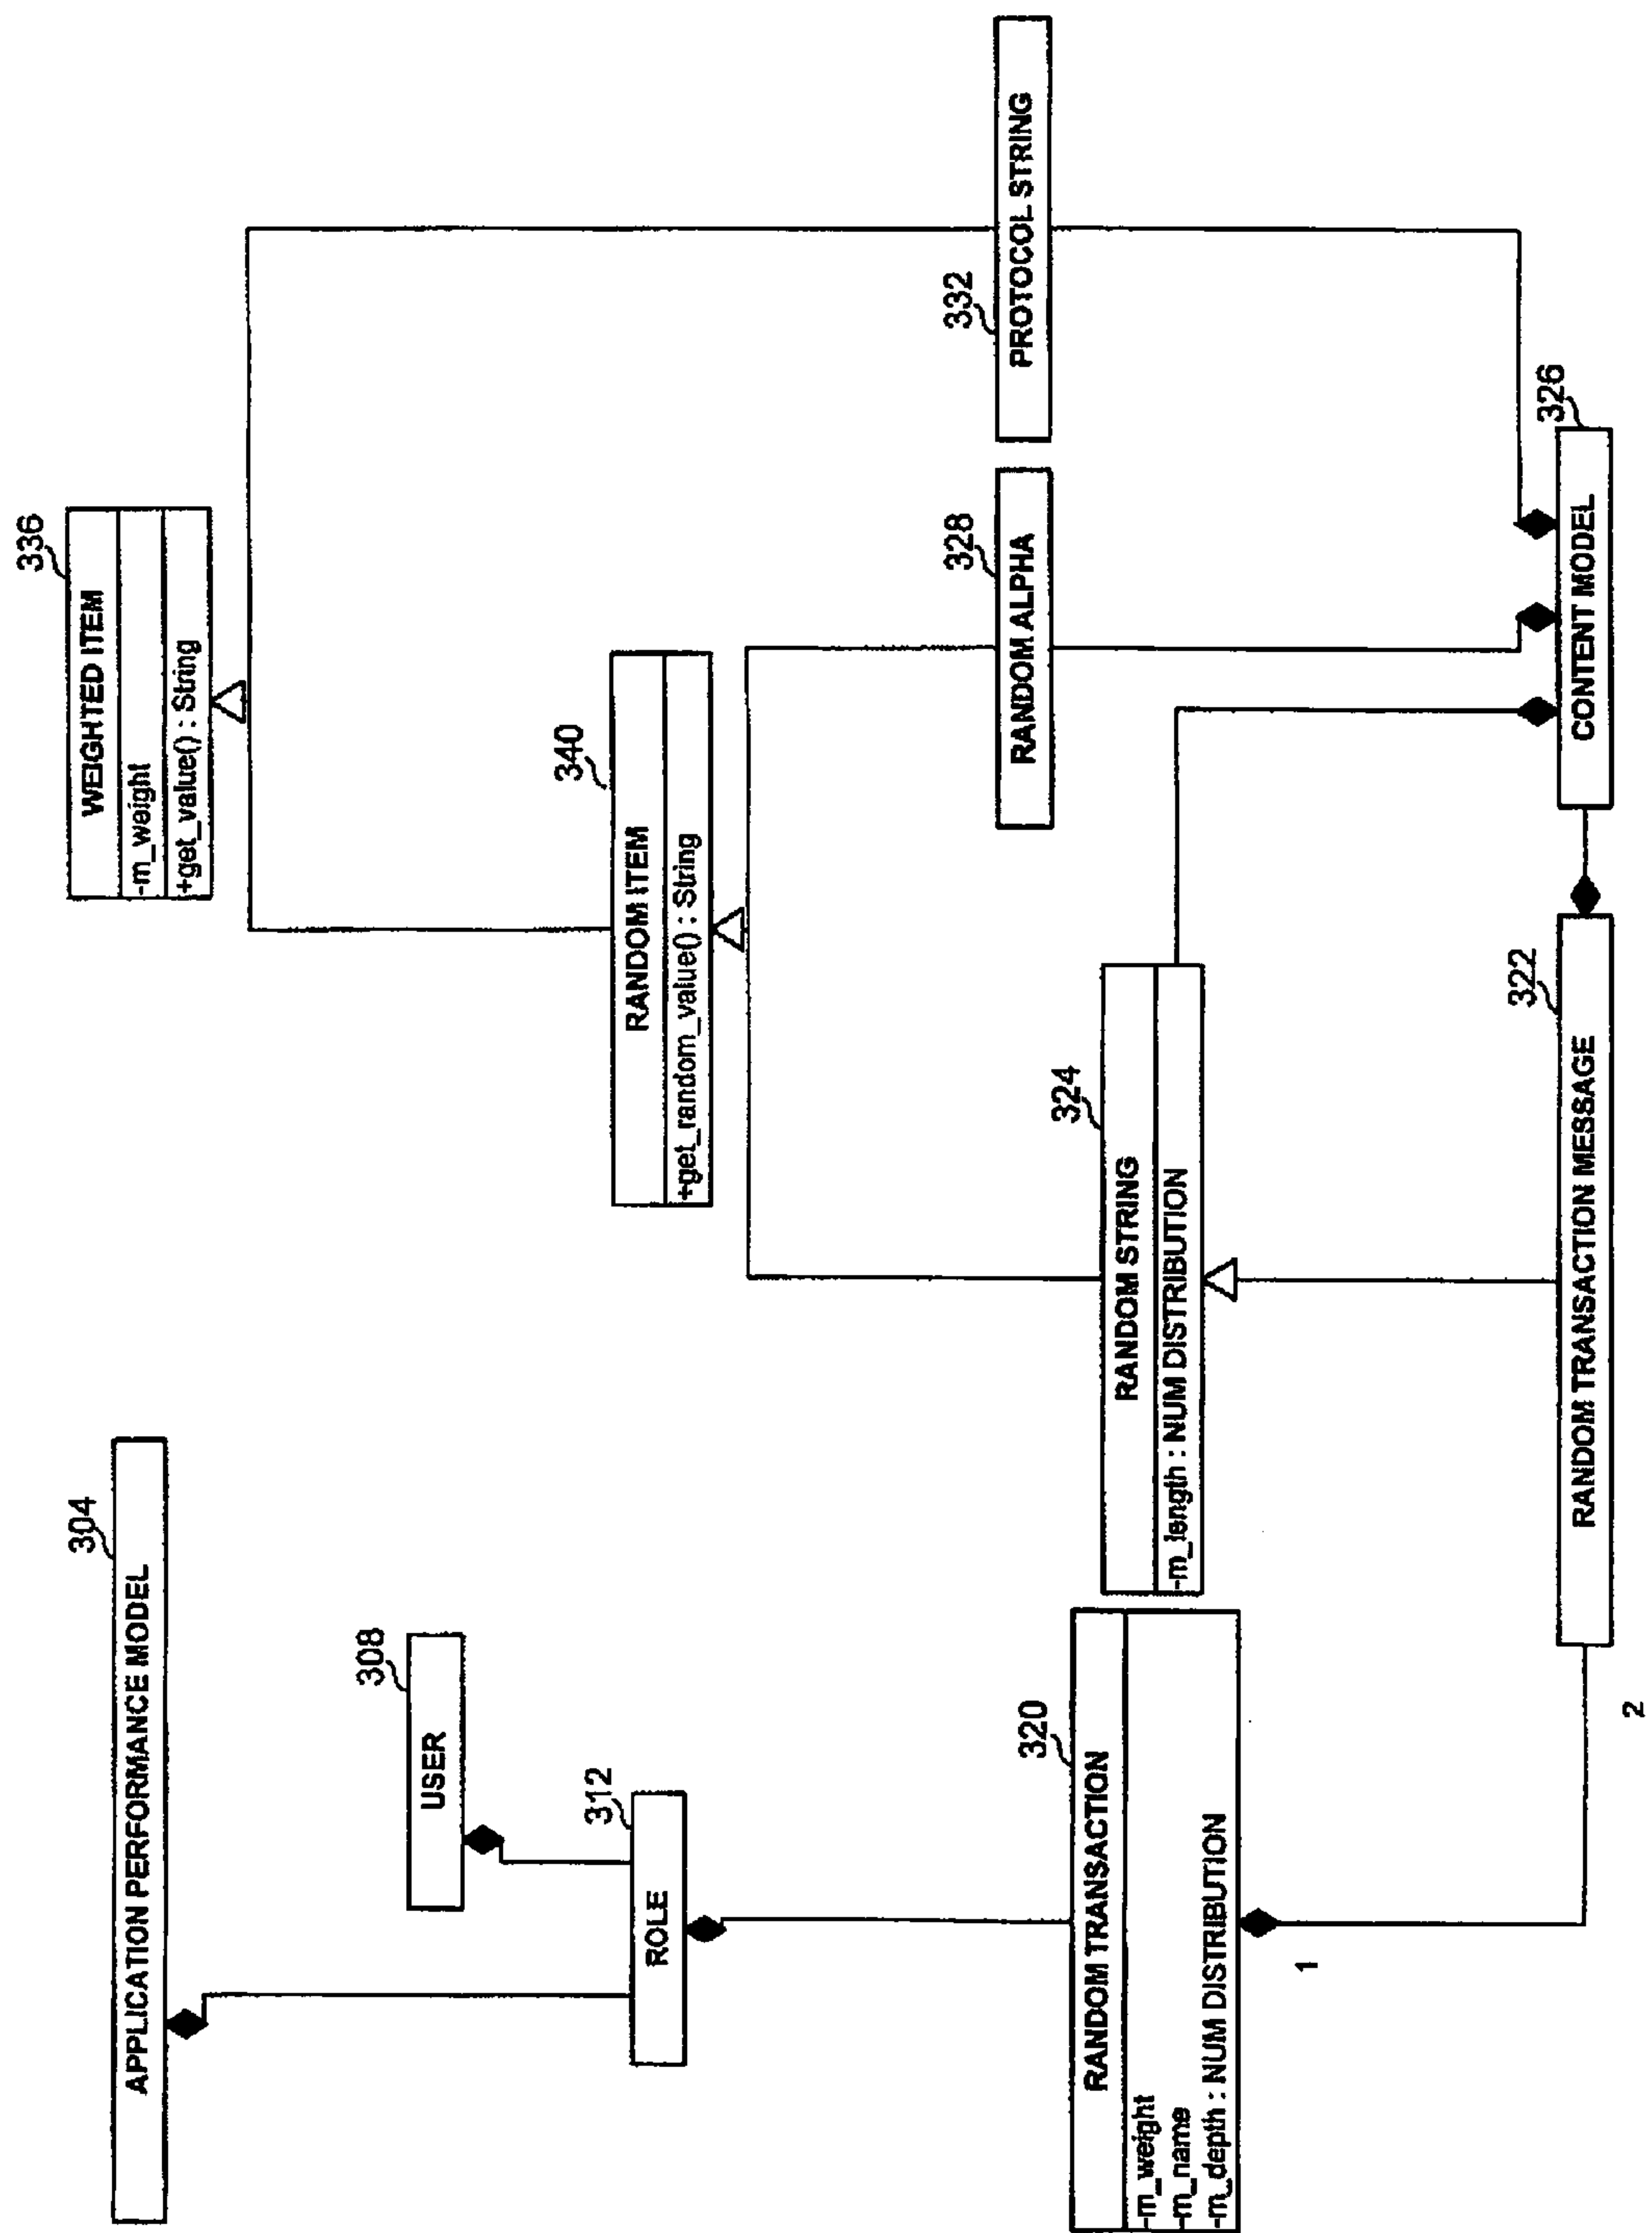 304
APPLICATION PERFORMANCE MODEL
308
USER
312
ROLE
320
RANDOM TRANSACTION
-m_weight
-m_name
-m_depth : NUM DISTRIBUTION
1
2
336
WEIGHTED ITEM
-m_weight
+get_value() : String
340
RANDOM ITEM
+get_random_value() : String
324
RANDOM STRING
-m_length : NUM DISTRIBUTION
328
RANDOM ALPHA
332
PROTOCOL STRING
322
RANDOM TRANSACTION MESSAGE
326
CONTENT MODEL